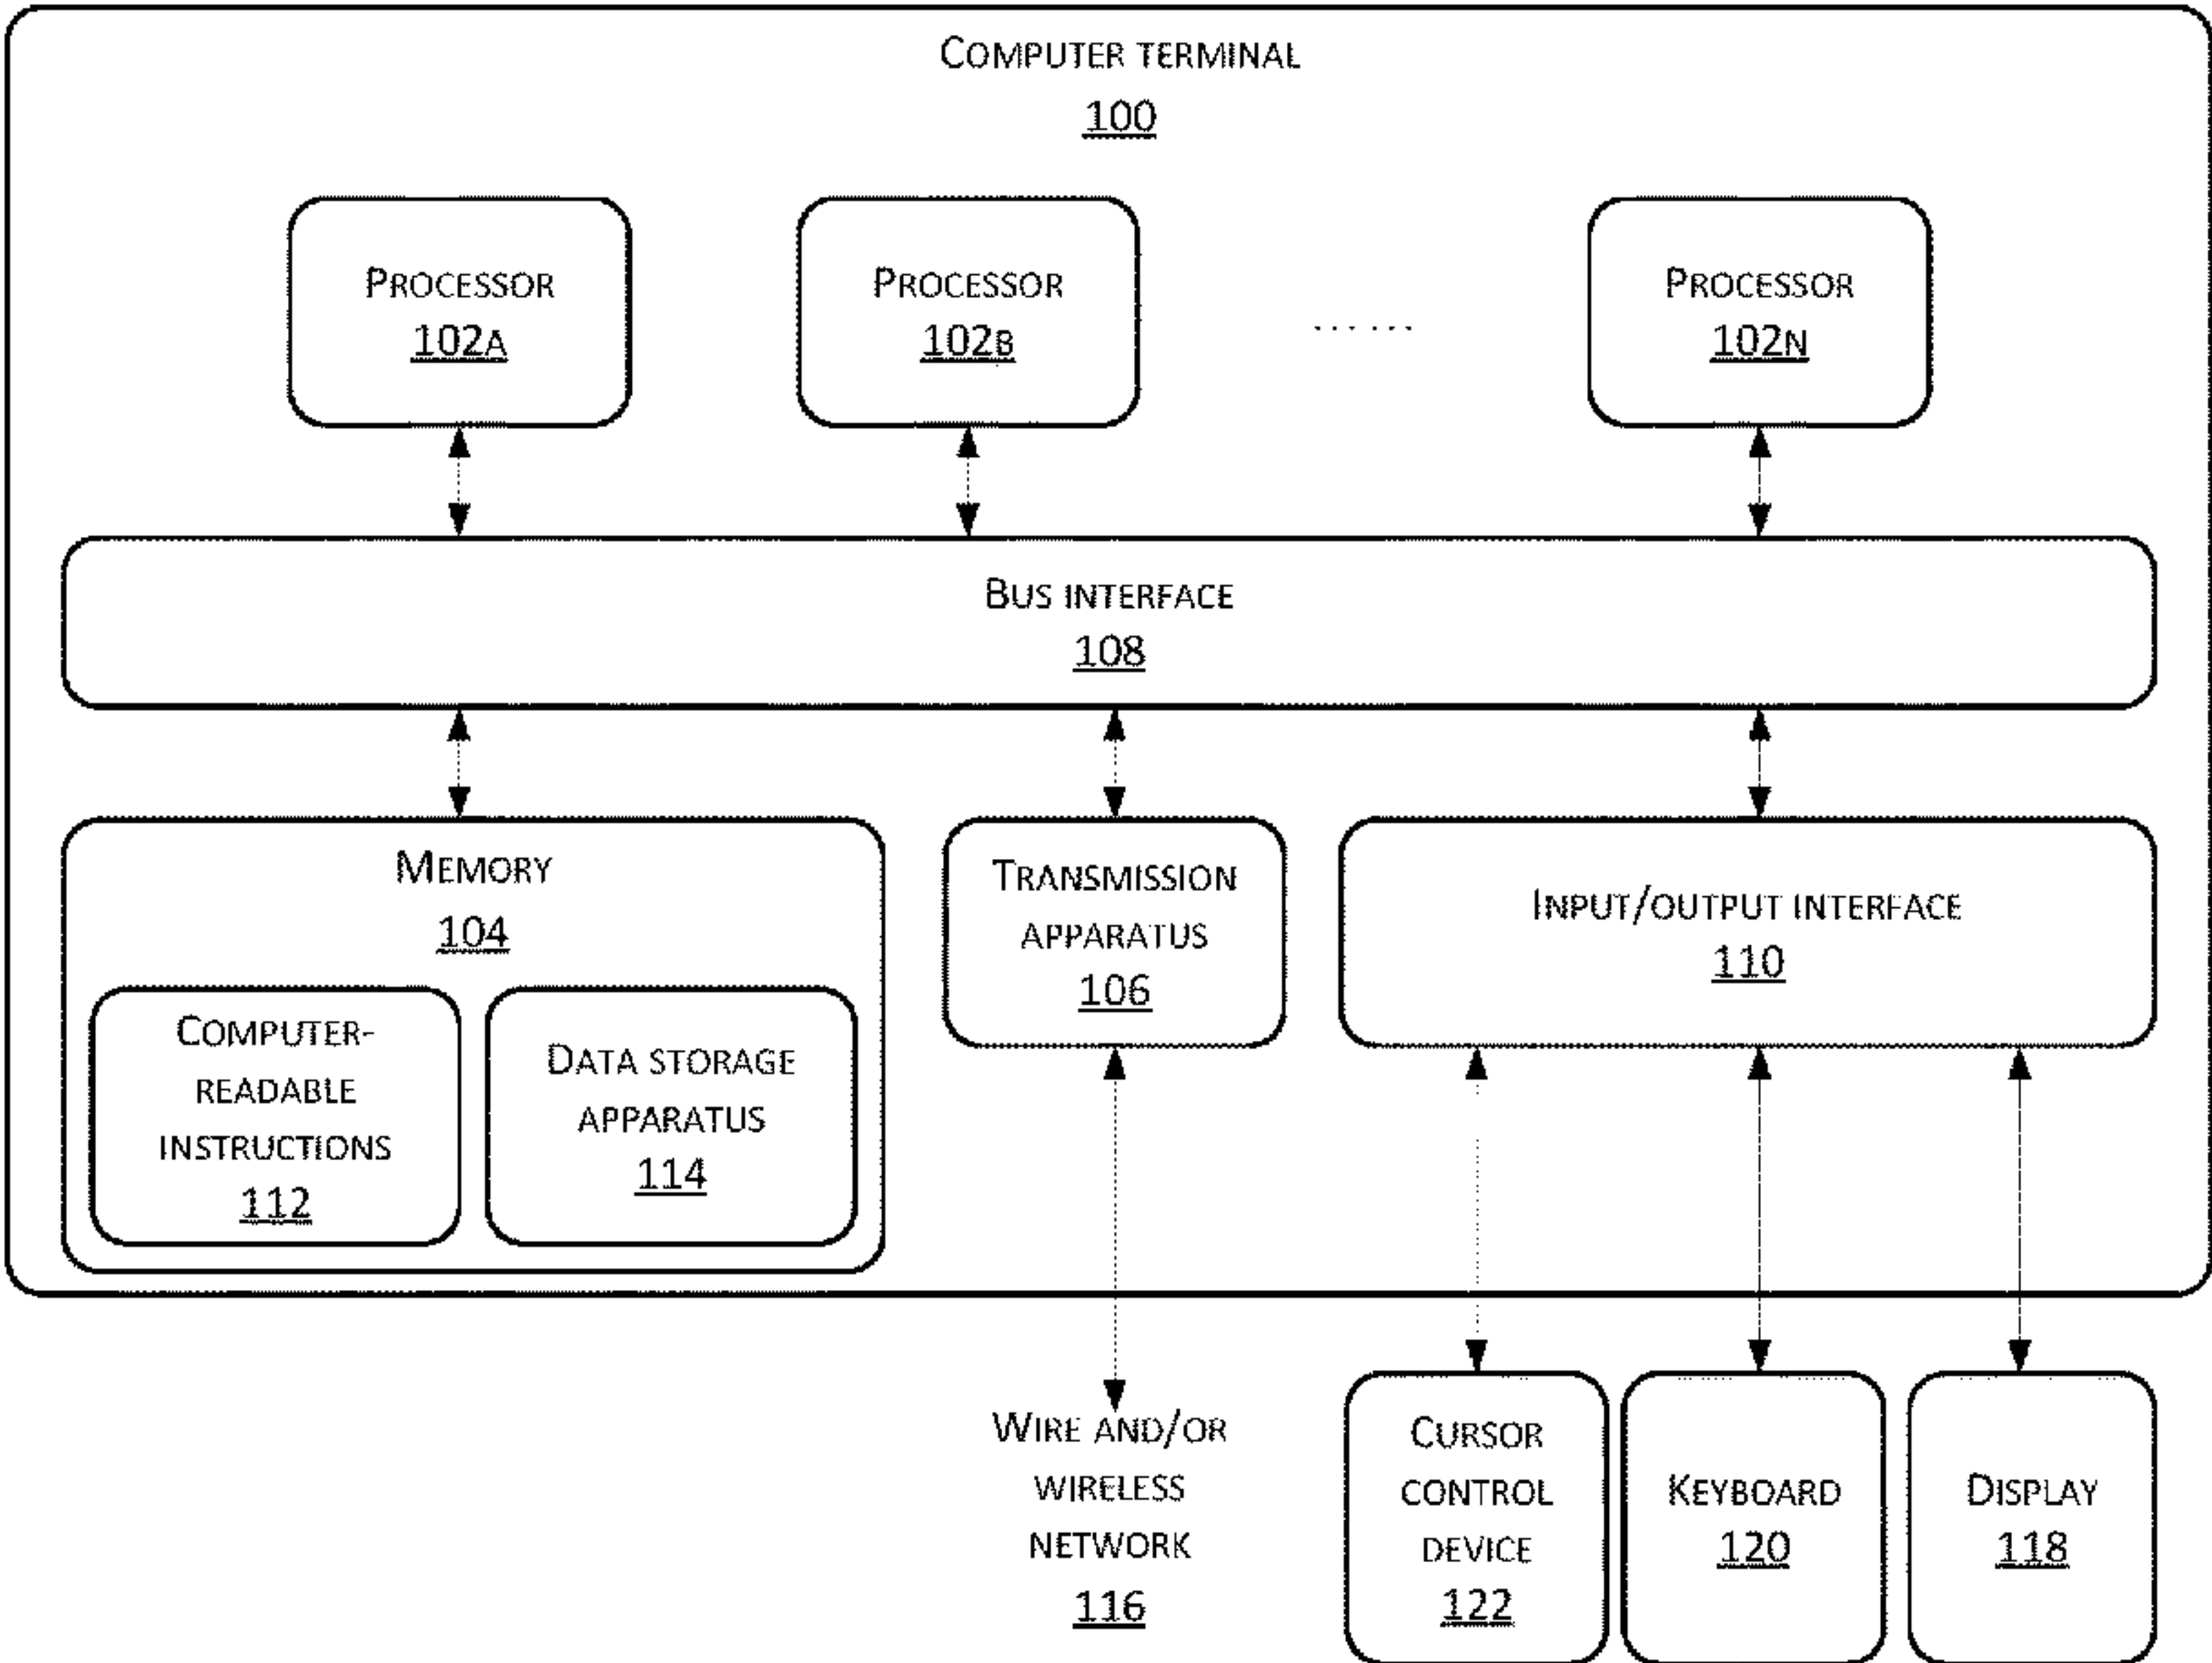 COMPUTER TERMINAL
100
PROCESSOR
102A
PROCESSOR
102B
......
PROCESSOR
102N
BUS INTERFACE
108
MEMORY
104
COMPUTER-
READABLE
INSTRUCTIONS
112
DATA STORAGE
APPARATUS
114
TRANSMISSION
APPARATUS
106
INPUT/OUTPUT INTERFACE
110
WIRE AND/OR
WIRELESS
NETWORK
116
CURSOR
CONTROL
DEVICE
122
KEYBOARD
120
DISPLAY
118